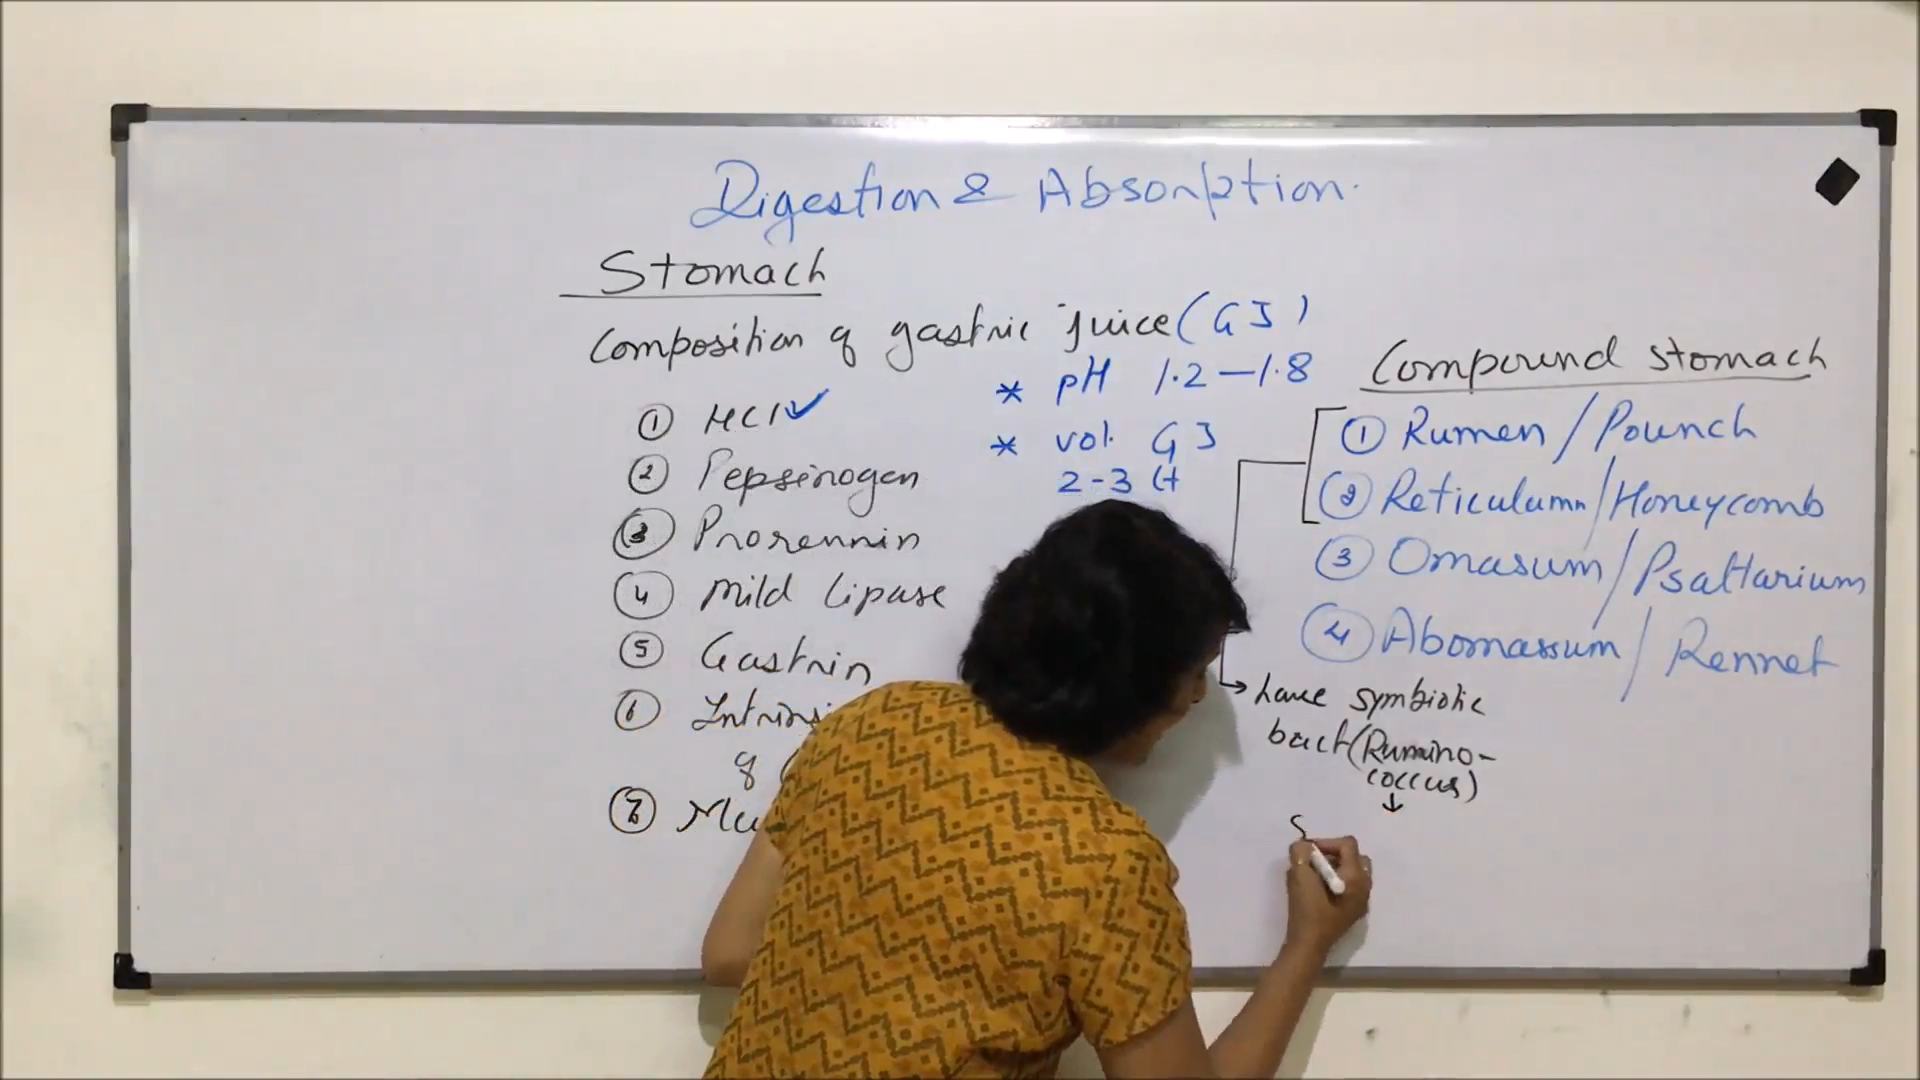 Digestion & Absorption.
Stomach
Composition of gastric juice (GJ)
① HCl ✓
② Pepsinogen
③ Prorennin
④ Mild lipase
⑤ Gastrin
⑥
⑦
* pH 1.2 — 1.8
* vol. GJ
2-3 lt
Compound stomach
① Rumen / Pounch
② Reticulumn / Honeycomb
③ Omasum / Psaltarium
④ Abomassum / Rennet
→ have symbiotic
bact (Rumino-
coccus)
↓
S